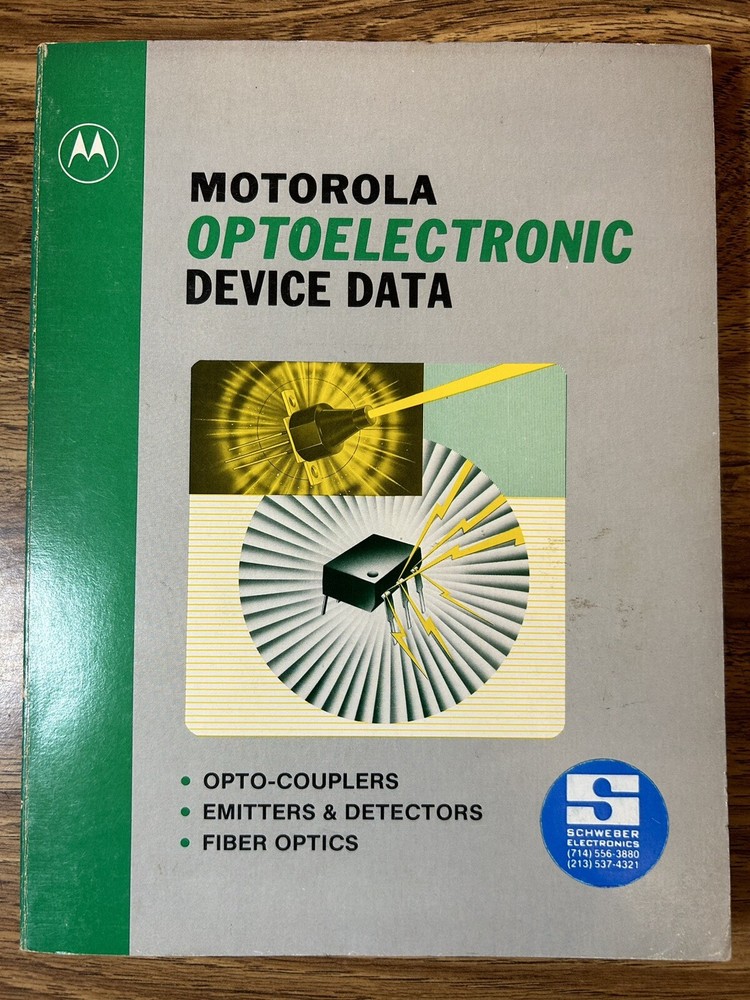 MOTOROLA
OPTOELECTRONIC
DEVICE DATA
• OPTO-COUPLERS
• EMITTERS & DETECTORS
• FIBER OPTICS
S
SCHWEBER
ELECTRONICS
(714) 556-3880
(213) 537-4321